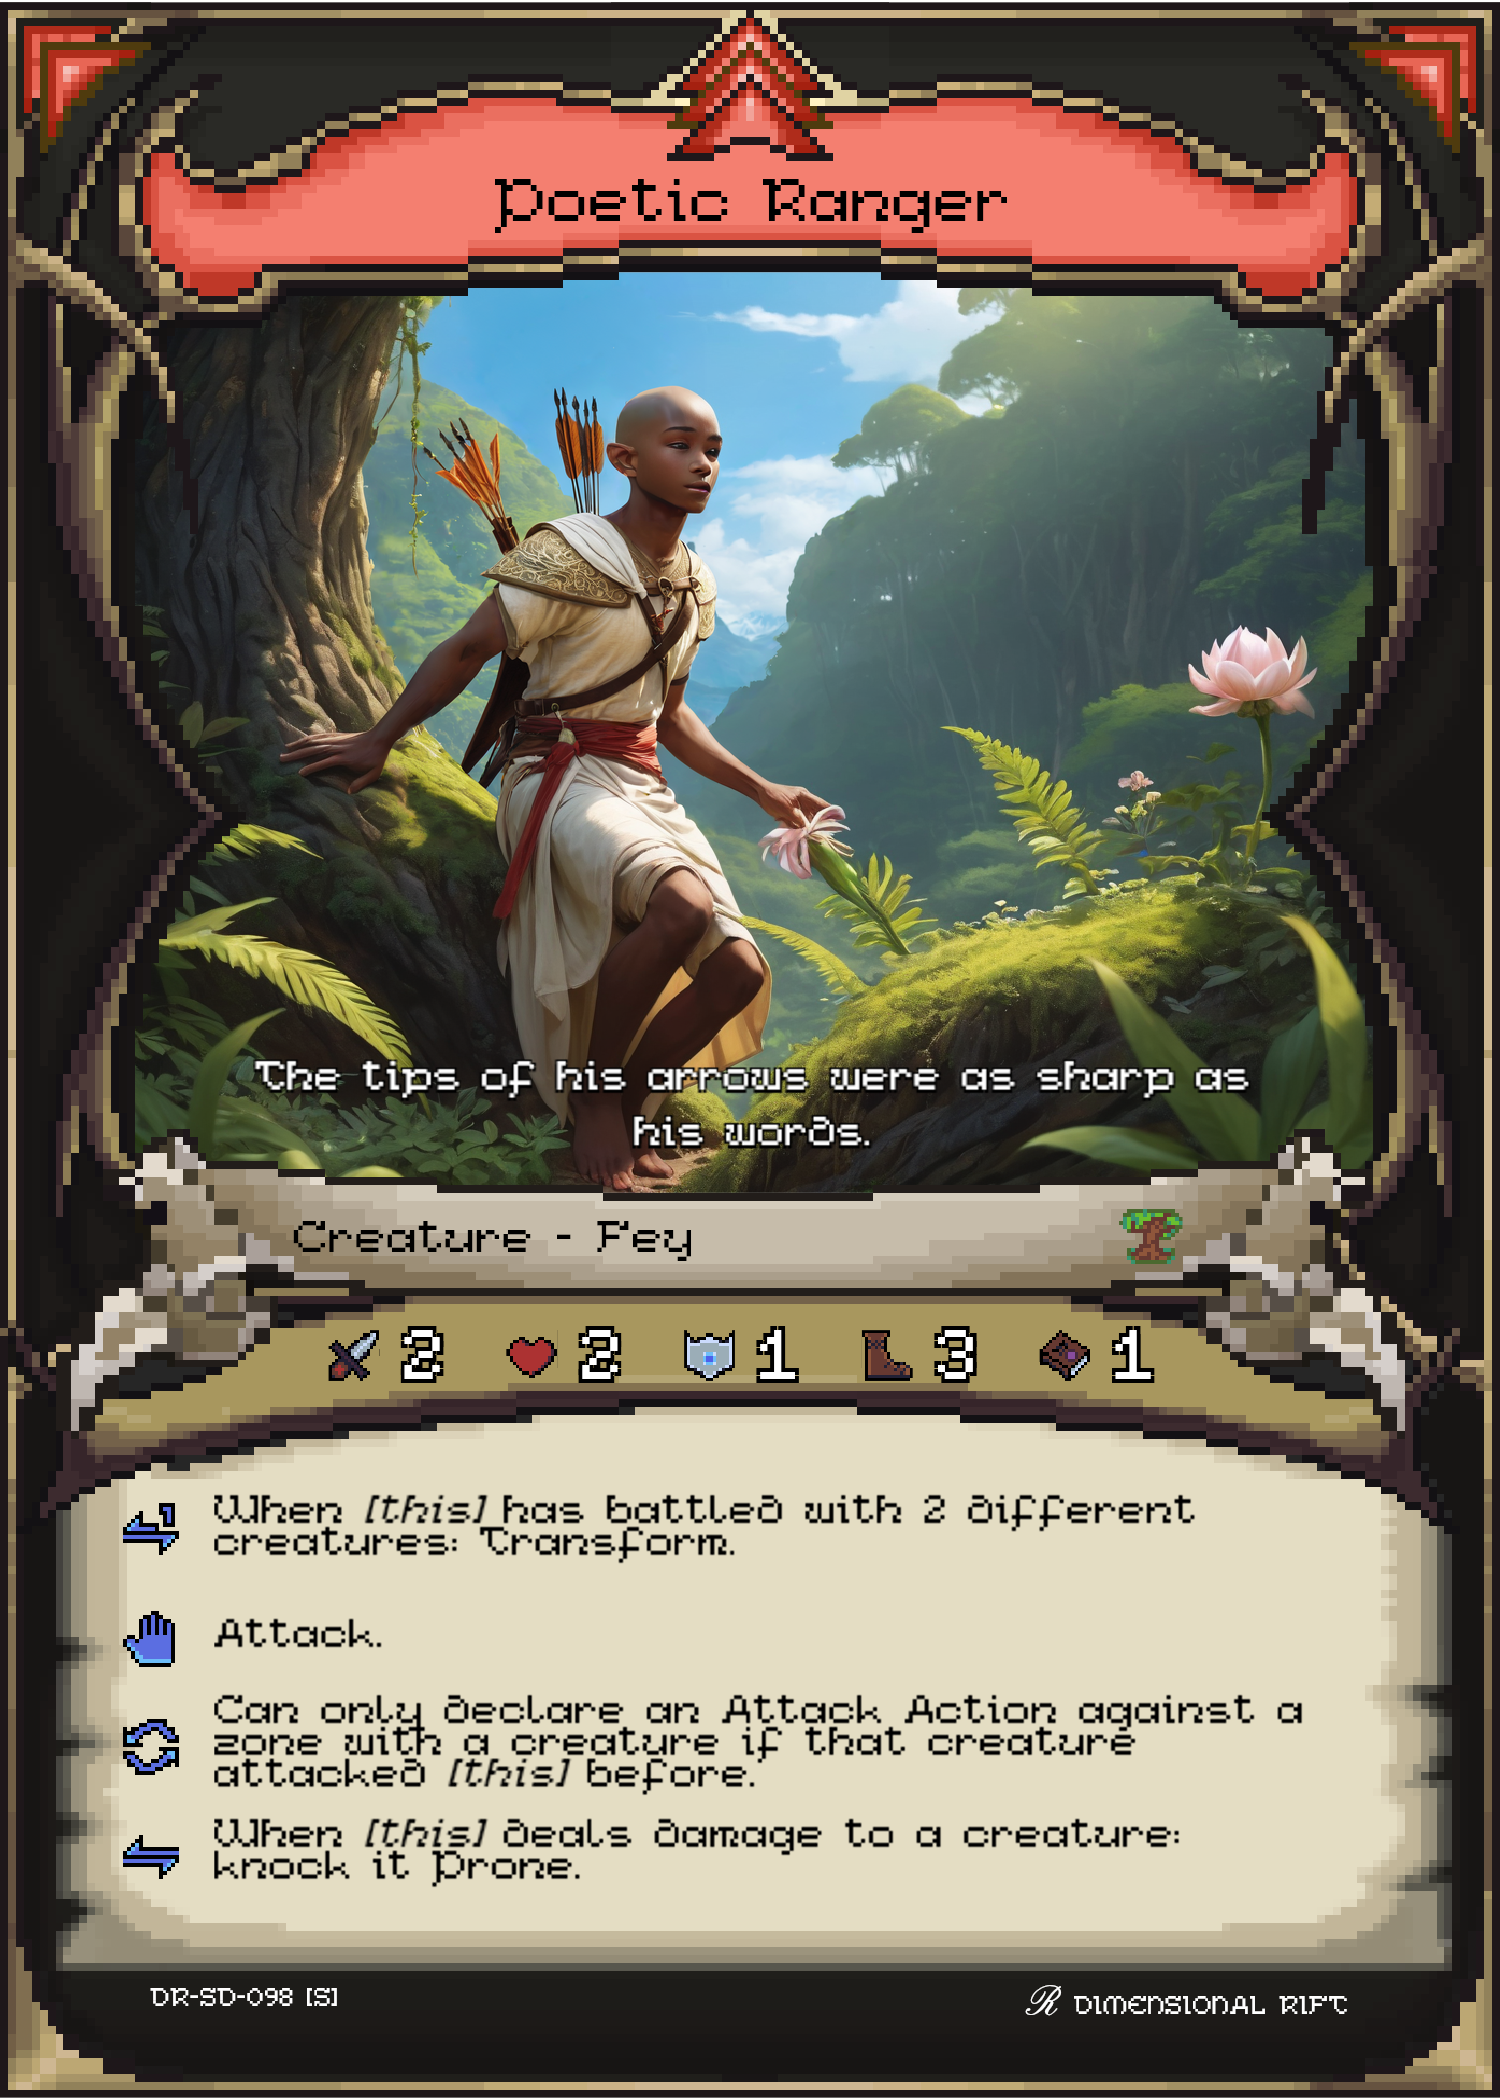 Poetic Ranger
The tips of his arrows were as sharp as
his words.
Creature - Fey
2 2 1 3 1
When [this] has battled with 2 different
creatures: Transform.
Attack.
Can only declare an Attack Action against a
zone with a creature if that creature
attacked [this] before.
When [this] deals damage to a creature:
knock it Prone.
DR-SD-098 [S]
R DIMENSIONAL RIFT